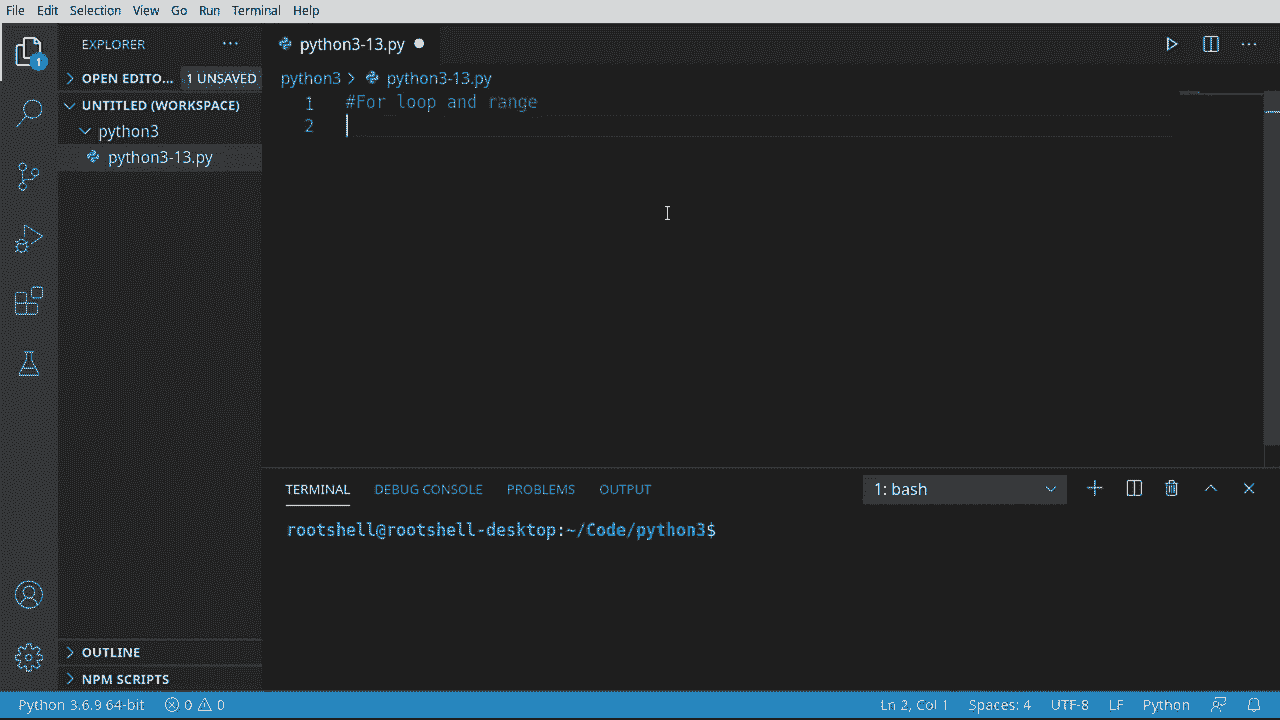 File Edit Selection View Go Run Terminal Help
EXPLORER
1
OPEN EDITO... 1 UNSAVED
UNTITLED (WORKSPACE)
python3
python3-13.py
OUTLINE
NPM SCRIPTS
python3-13.py
python3 > python3-13.py
1 #For loop and range
2
TERMINAL DEBUG CONSOLE PROBLEMS OUTPUT 1: bash
rootshell@rootshell-desktop:~/Code/python3$
Python 3.6.9 64-bit 0 0 Ln 2, Col 1 Spaces: 4 UTF-8 LF Python